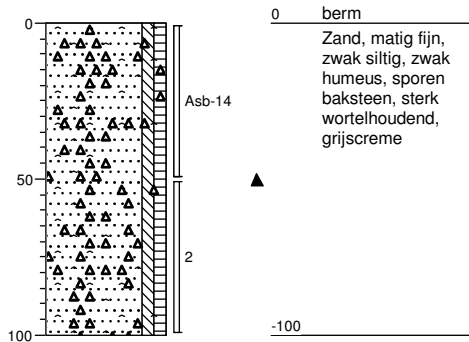 0
50
100
Asb-14
2
0 berm
Zand, matig fijn,
zwak siltig, zwak
humeus, sporen
baksteen, sterk
wortelhoudend,
grijscreme
-100